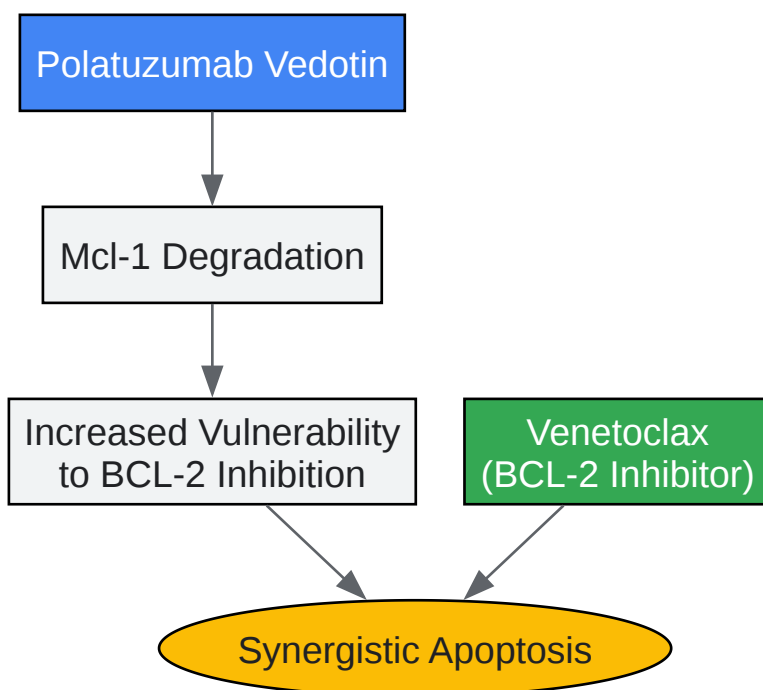 Polatuzumab Vedotin
Mcl-1 Degradation
Increased Vulnerability
to BCL-2 Inhibition
Venetoclax
(BCL-2 Inhibitor)
Synergistic Apoptosis